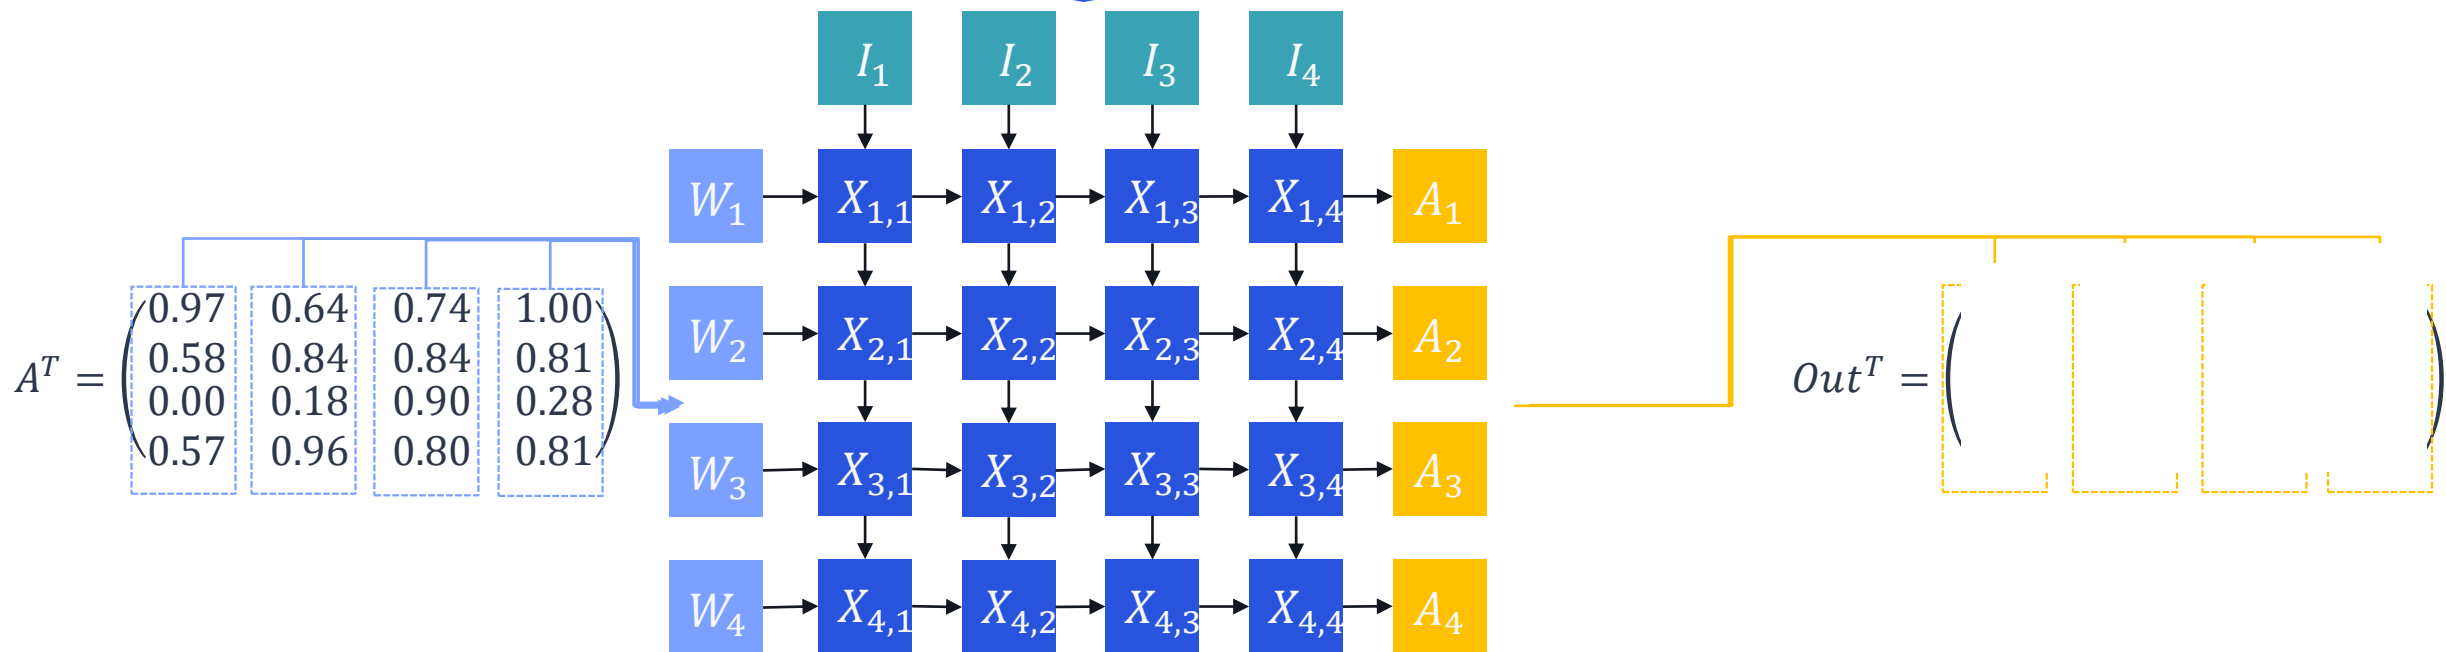 I1 I2 I3 I4
W1 X1,1 X1,2 X1,3 X1,4 A1
W2 X2,1 X2,2 X2,3 X2,4 A2
A^T = (0.97 0.64 0.74 1.00
0.58 0.84 0.84 0.81
0.00 0.18 0.90 0.28
0.57 0.96 0.80 0.81)
Out^T = ( )
W3 X3,1 X3,2 X3,3 X3,4 A3
W4 X4,1 X4,2 X4,3 X4,4 A4